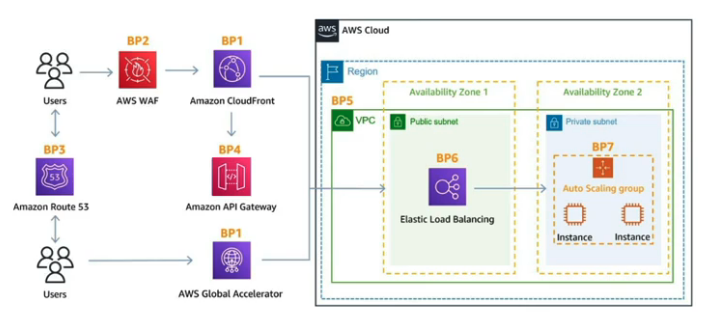 aws
AWS Cloud
BP2
BP1
Region
Users
AWS WAF
Amazon CloudFront
Availability Zone 1
Availability Zone 2
BP5
VPC
Public subnet
Private subnet
BP3
BP4
BP6
BP7
53
Auto Scaling group
Amazon Route 53
Amazon API Gateway
Elastic Load Balancing
Instance
Instance
BP1
Users
AWS Global Accelerator